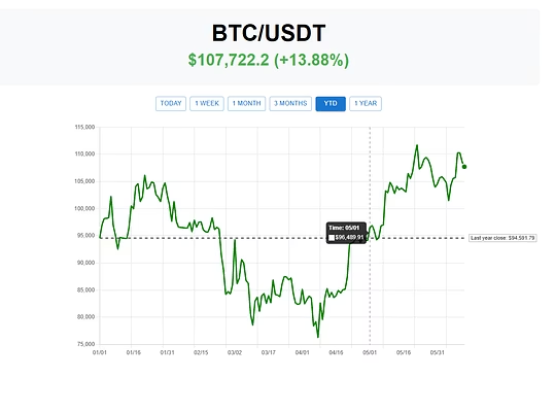 BTC/USDT
$107,722.2 (+13.88%)
TODAY 1 WEEK 1 MONTH 3 MONTHS YTD 1 YEAR
115,000
110,000
105,000
100,000
95,000
90,000
85,000
80,000
75,000
Time: 05/01
$96,489.91
Last year close: $94,591.79
01/01 01/16 01/31 02/15 03/02 03/17 04/01 04/16 05/01 05/16 05/31